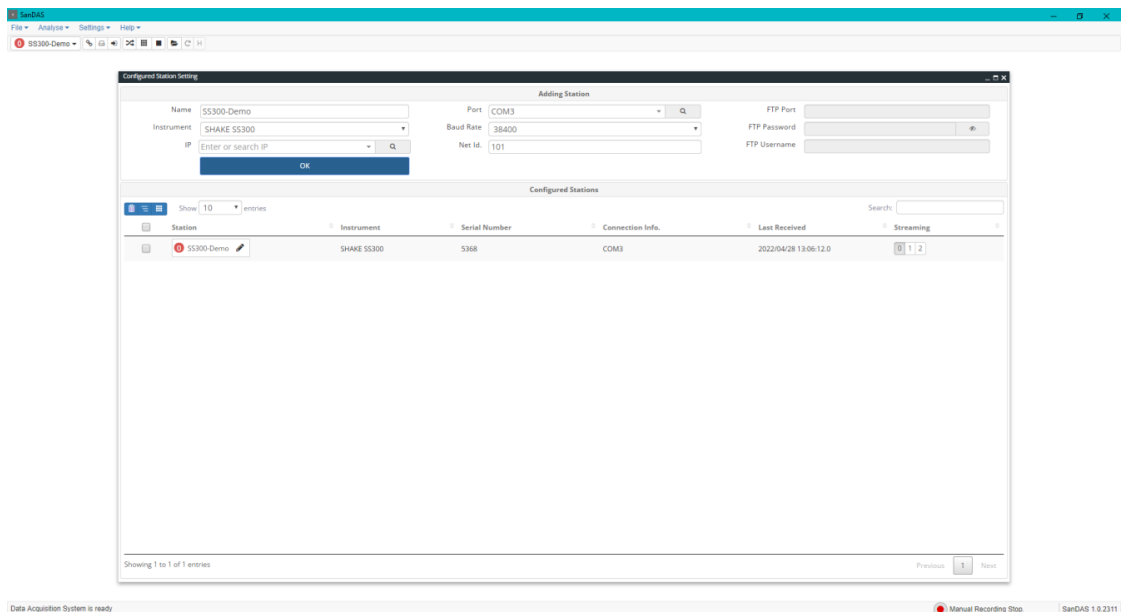 SanDAS
File Analyse Settings Help
0 SS300-Demo H
Configured Station Setting
Adding Station
Name SS300-Demo Port COM3 FTP Port
Instrument SHAKE SS300 Baud Rate 38400 FTP Password
IP Enter or search IP Net Id. 101 FTP Username
OK
Configured Stations
Show 10 entries Search:
Station Instrument Serial Number Connection Info. Last Received Streaming
0 SS300-Demo SHAKE SS300 5368 COM3 2022/04/28 13:06:12.0 0 1 2
Showing 1 to 1 of 1 entries Previous 1 Next
Data Acquisition System is ready Manual Recording Stop. SanDAS 1.0.2311